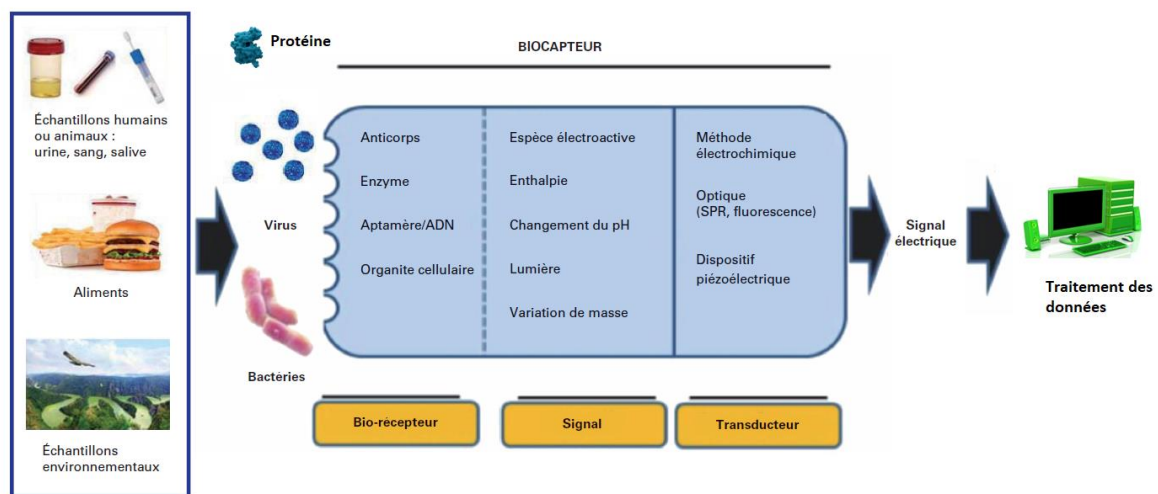 Échantillons humains
ou animaux :
urine, sang, salive
Aliments
Échantillons
environnementaux
Protéine
Virus
Bactéries
BIOCAPTEUR
Anticorps
Enzyme
Aptamère/ADN
Organite cellulaire
Espèce électroactive
Enthalpie
Changement du pH
Lumière
Variation de masse
Méthode
électrochimique
Optique
(SPR, fluorescence)
Dispositif
piézoélectrique
Bio-récepteur
Signal
Transducteur
Signal
électrique
Traitement des
données